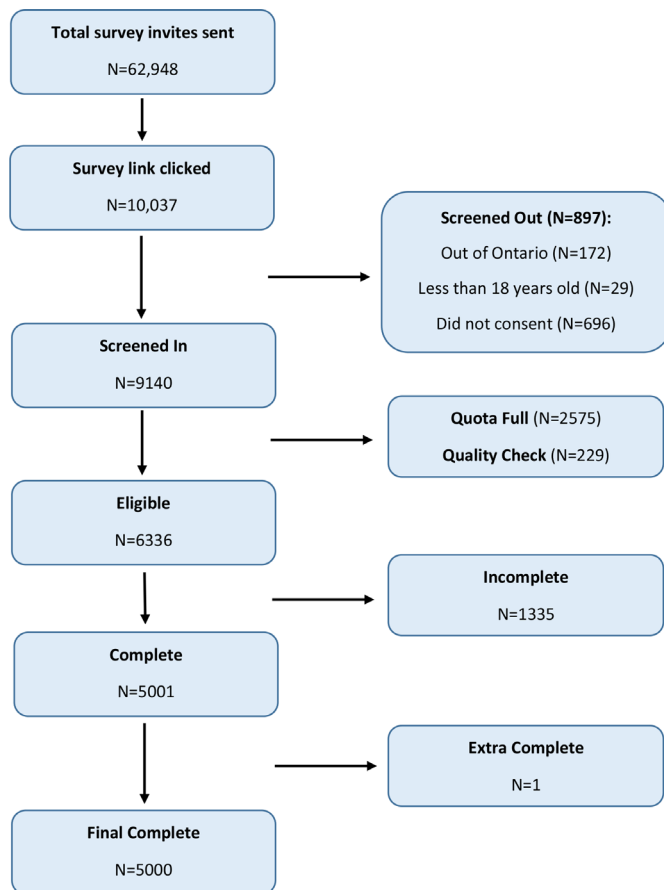 Total survey invites sent
N=62,948
Survey link clicked
N=10,037
Screened Out (N=897):
Out of Ontario (N=172)
Less than 18 years old (N=29)
Did not consent (N=696)
Screened In
N=9140
Quota Full (N=2575)
Quality Check (N=229)
Eligible
N=6336
Incomplete
N=1335
Complete
N=5001
Extra Complete
N=1
Final Complete
N=5000